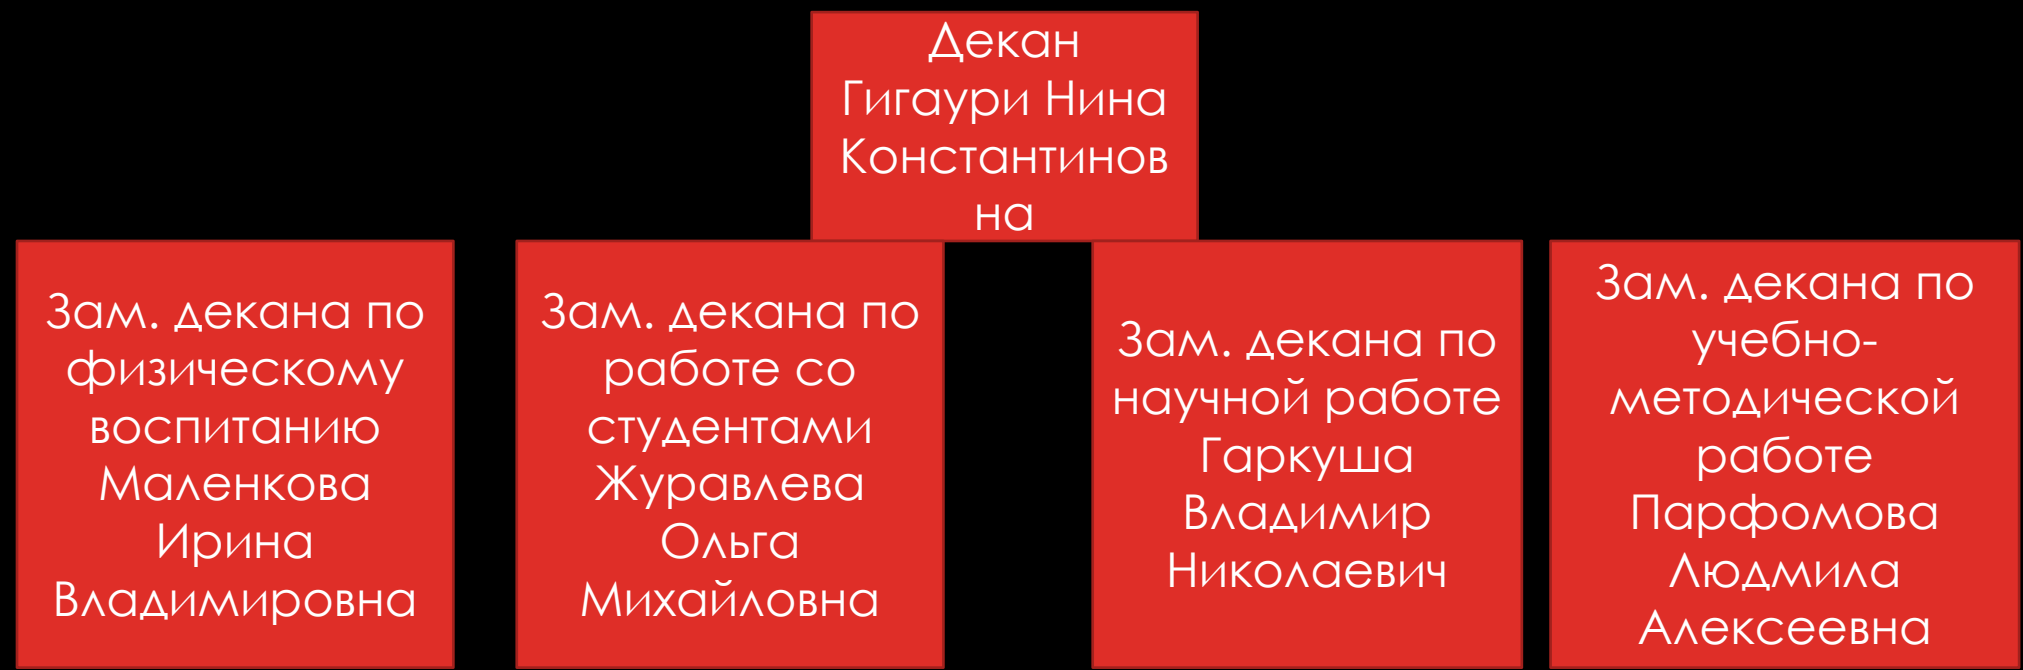 Декан
Гигаури Нина
Константинов
на
Зам. декана по
физическому
воспитанию
Маленкова
Ирина
Владимировна
Зам. декана по
работе со
студентами
Журавлева
Ольга
Михайловна
Зам. декана по
научной работе
Гаркуша
Владимир
Николаевич
Зам. декана по
учебно-
методической
работе
Парфомова
Людмила
Алексеевна